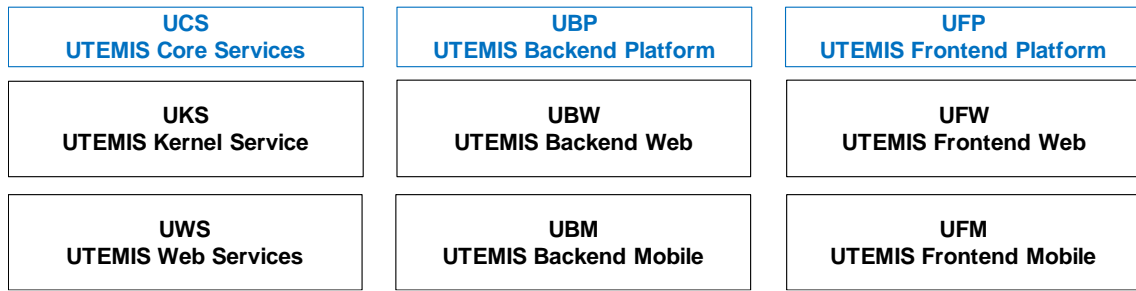 UCS
UTEMIS Core Services
UBP
UTEMIS Backend Platform
UFP
UTEMIS Frontend Platform
UKS
UTEMIS Kernel Service
UBW
UTEMIS Backend Web
UFW
UTEMIS Frontend Web
UWS
UTEMIS Web Services
UBM
UTEMIS Backend Mobile
UFM
UTEMIS Frontend Mobile